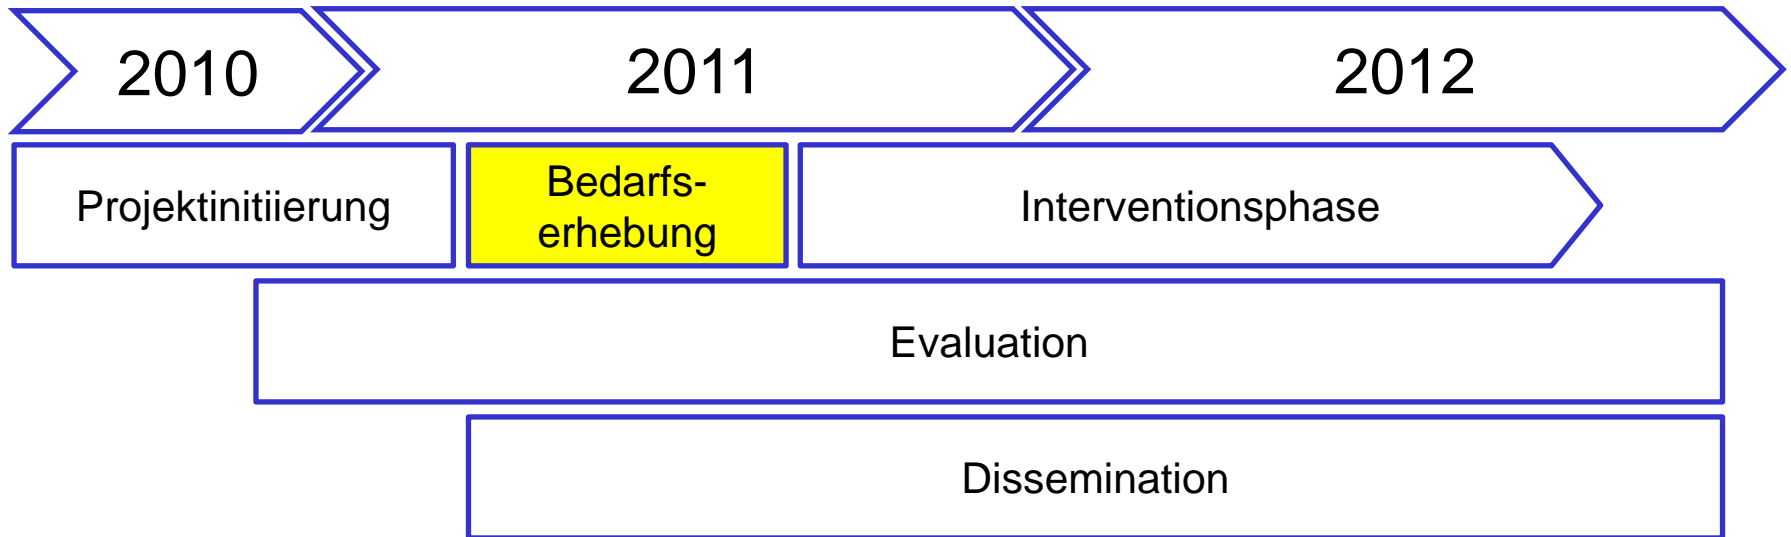 2010
2011
2012
Projektinitiierung
Bedarfs-
erhebung
Interventionsphase
Evaluation
Dissemination